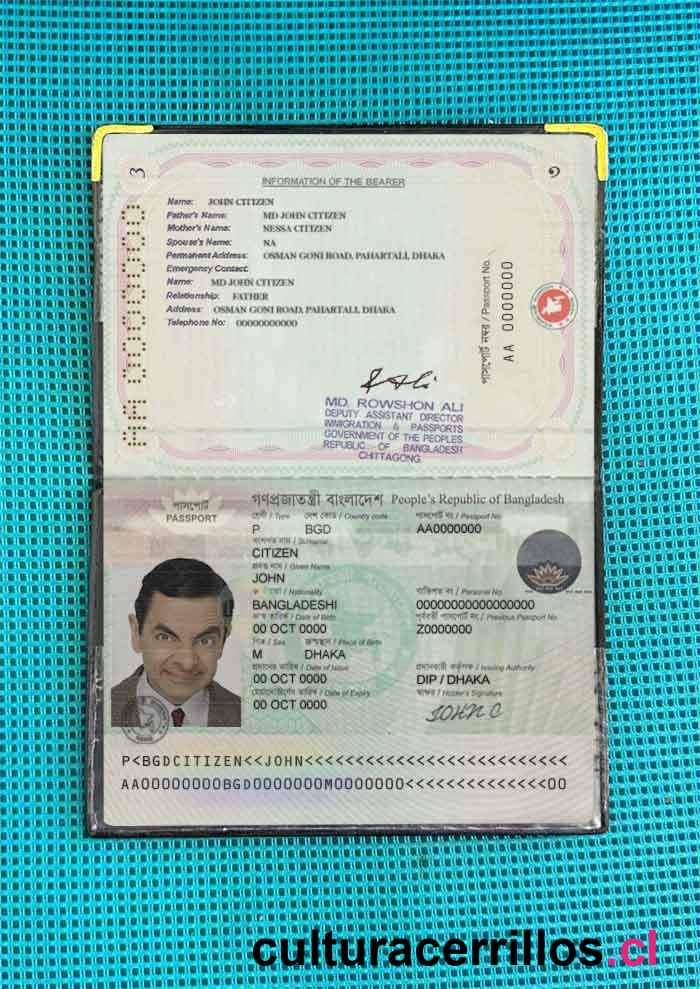 3
INFORMATION OF THE BEARER
Name: JOHN CITIZEN
Father's Name: MD JOHN CITIZEN
Mother's Name: NESSA CITIZEN
Spouse's Name: NA
Permanent Address: OSMAN GONI ROAD, PAHARTALI, DHAKA
Emergency Contact:
Name: MD JOHN CITIZEN
Relationship: FATHER
Address: OSMAN GONI ROAD, PAHARTALI, DHAKA
Telephone No: 00000000000
পাসপোর্ট নম্বর / Passport No.
AA 0000000
MD. ROWSHON ALI
DEPUTY ASSISTANT DIRECTOR
IMMIGRATION & PASSPORTS
GOVERNMENT OF THE PEOPLES
REPUBLIC OF BANGLADESH
CHITTAGONG.
পাসপোর্ট
PASSPORT
গণপ্রজাতন্ত্রী বাংলাদেশ People's Republic of Bangladesh
শ্রেণী / Type দেশ কোড / Country code পাসপোর্ট নং / Passport No
P BGD AA0000000
বংশগত নাম / Surname
CITIZEN
প্রদত্ত নাম / Given Name
JOHN
/ Nationality ব্যক্তিগত নং / Personal No.
BANGLADESHI 00000000000000000
জন্ম তারিখ / Date of Birth পূর্ববর্তী পাসপোর্ট নং / Previous Passport No.
00 OCT 0000 Z0000000
লিঙ্গ / Sex জন্মস্থান / Place of Birth
M DHAKA
প্রদানের তারিখ / Date of Issue প্রদানকারী কর্তৃপক্ষ / Issuing Authority
00 OCT 0000 DIP / DHAKA
মেয়াদোত্তীর্ণের তারিখ / Date of Expiry স্বাক্ষর / Holder's Signature
00 OCT 0000 JOHN C
P<BGDCITIZEN<<JOHN<<<<<<<<<<<<<<<<<<<<<<<<<<
AA00000000BGD0000000M0000000<<<<<<<<<<<<<<00
culturacerrillos.cl